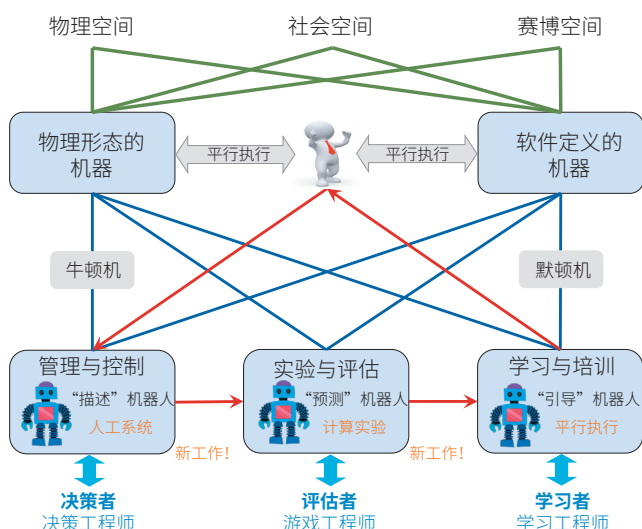 物理空间
社会空间
赛博空间
物理形态的
机器
平行执行
平行执行
软件定义的
机器
牛顿机
默顿机
管理与控制
“描述”机器人
人工系统
实验与评估
“预测”机器人
计算实验
学习与培训
“引导”机器人
平行执行
新工作！
新工作！
决策者
决策工程师
评估者
游戏工程师
学习者
学习工程师